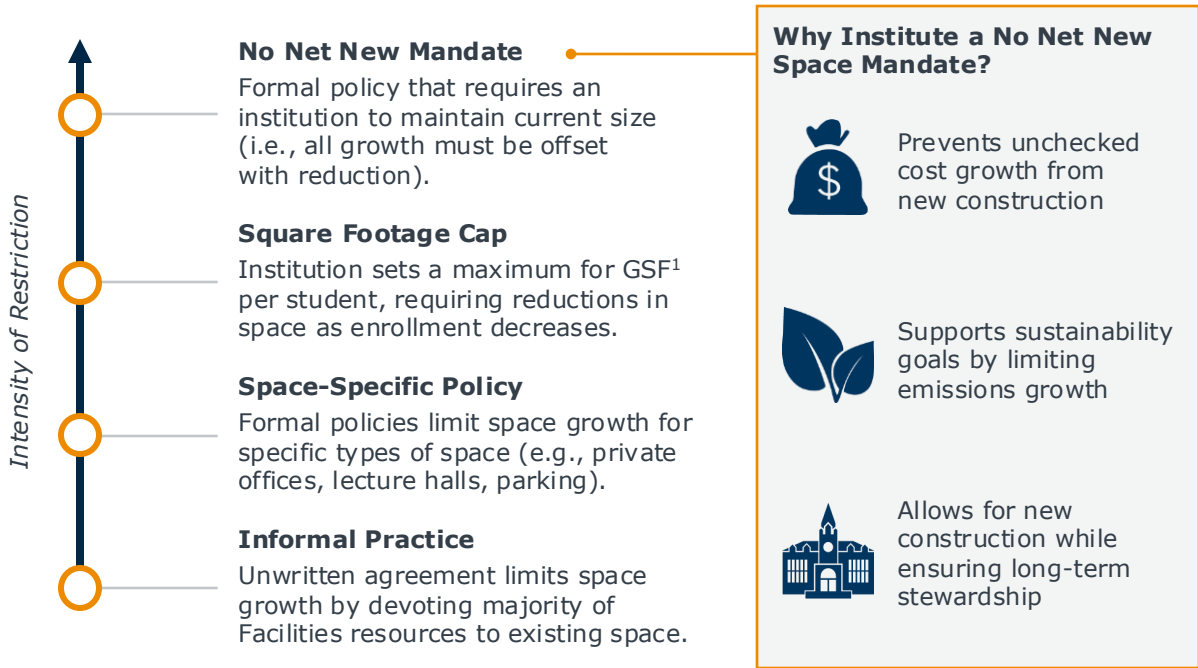 Intensity of Restriction
No Net New Mandate
Formal policy that requires an
institution to maintain current size
(i.e., all growth must be offset
with reduction).
Square Footage Cap
Institution sets a maximum for GSF¹
per student, requiring reductions in
space as enrollment decreases.
Space-Specific Policy
Formal policies limit space growth for
specific types of space (e.g., private
offices, lecture halls, parking).
Informal Practice
Unwritten agreement limits space
growth by devoting majority of
Facilities resources to existing space.
Why Institute a No Net New
Space Mandate?
$
Prevents unchecked
cost growth from
new construction
Supports sustainability
goals by limiting
emissions growth
Allows for new
construction while
ensuring long-term
stewardship